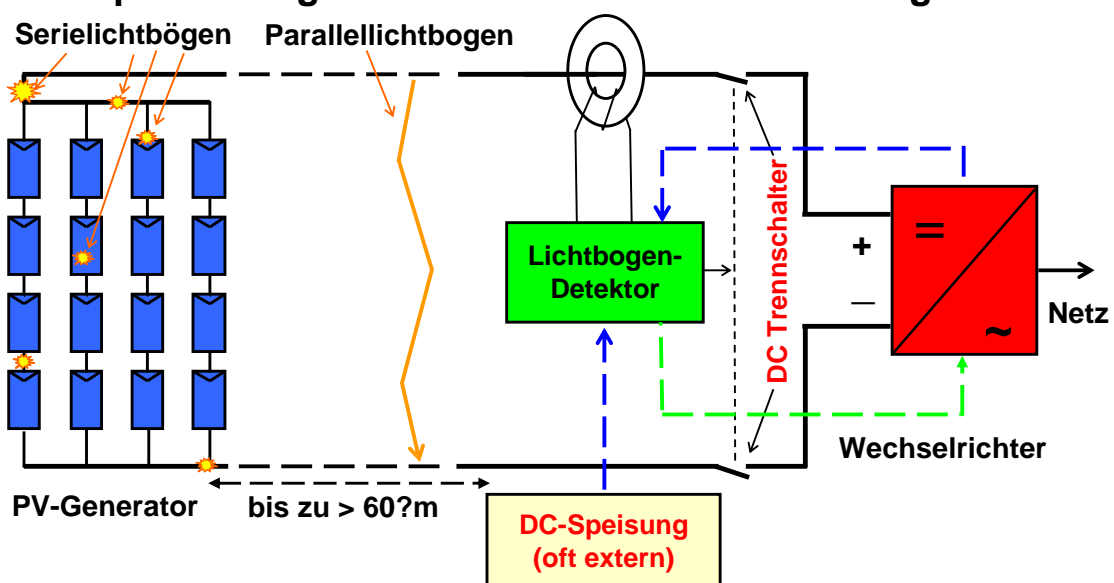 Serielichtbögen
Parallellichtbogen
Lichtbogen-
Detektor
DC Trennschalter
=
+
–
~
Netz
Wechselrichter
PV-Generator
bis zu > 60?m
DC-Speisung
(oft extern)